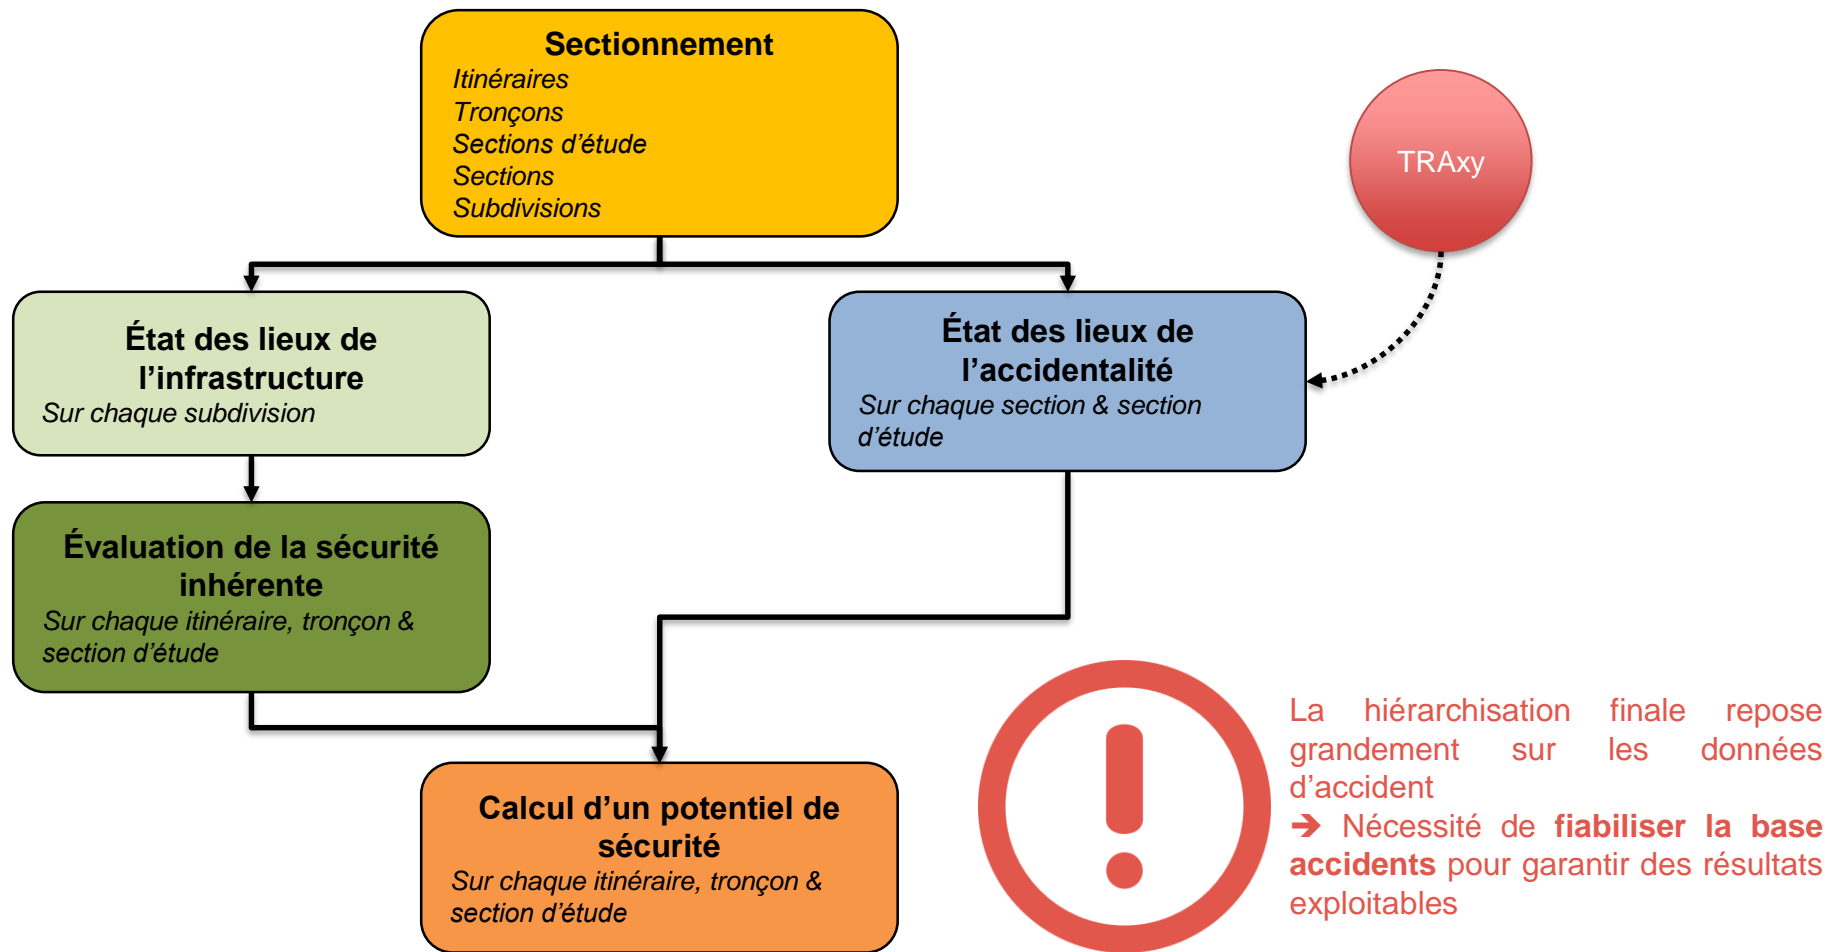 Sectionnement
Itinéraires
Tronçons
Sections d’étude
Sections
Subdivisions
TRAxy
État des lieux de
l’infrastructure
Sur chaque subdivision
État des lieux de
l’accidentalité
Sur chaque section & section
d’étude
Évaluation de la sécurité
inhérente
Sur chaque itinéraire, tronçon &
section d’étude
Calcul d’un potentiel de
sécurité
Sur chaque itinéraire, tronçon &
section d’étude
La hiérarchisation finale repose
grandement sur les données
d’accident
➔ Nécessité de fiabiliser la base
accidents pour garantir des résultats
exploitables